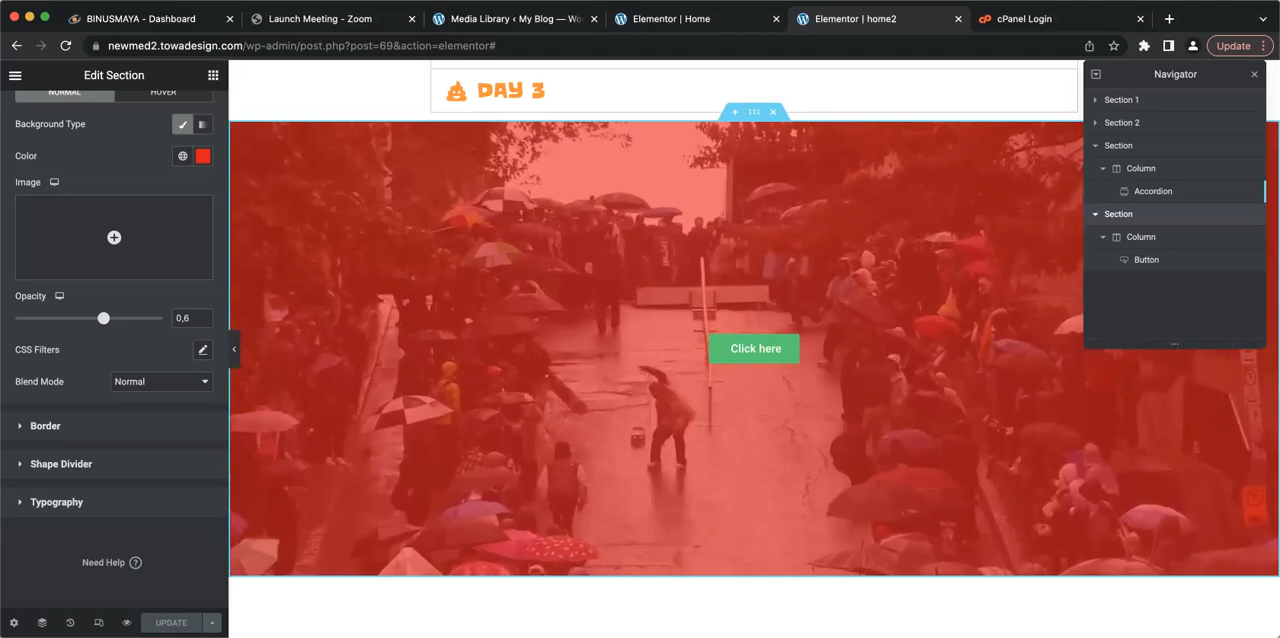 BINUSMAYA - Dashboard
Launch Meeting - Zoom
Media Library ‹ My Blog — Wo
Elementor | Home
Elementor | home2
cPanel Login
newmed2.towadesign.com/wp-admin/post.php?post=69&action=elementor#
Update
Edit Section
NORMAL
HOVER
Background Type
Color
Image
Opacity
0,6
CSS Filters
Blend Mode
Normal
Border
Shape Divider
Typography
Need Help
UPDATE
DAY 3
Click here
Navigator
Section 1
Section 2
Section
Column
Accordion
Section
Column
Button